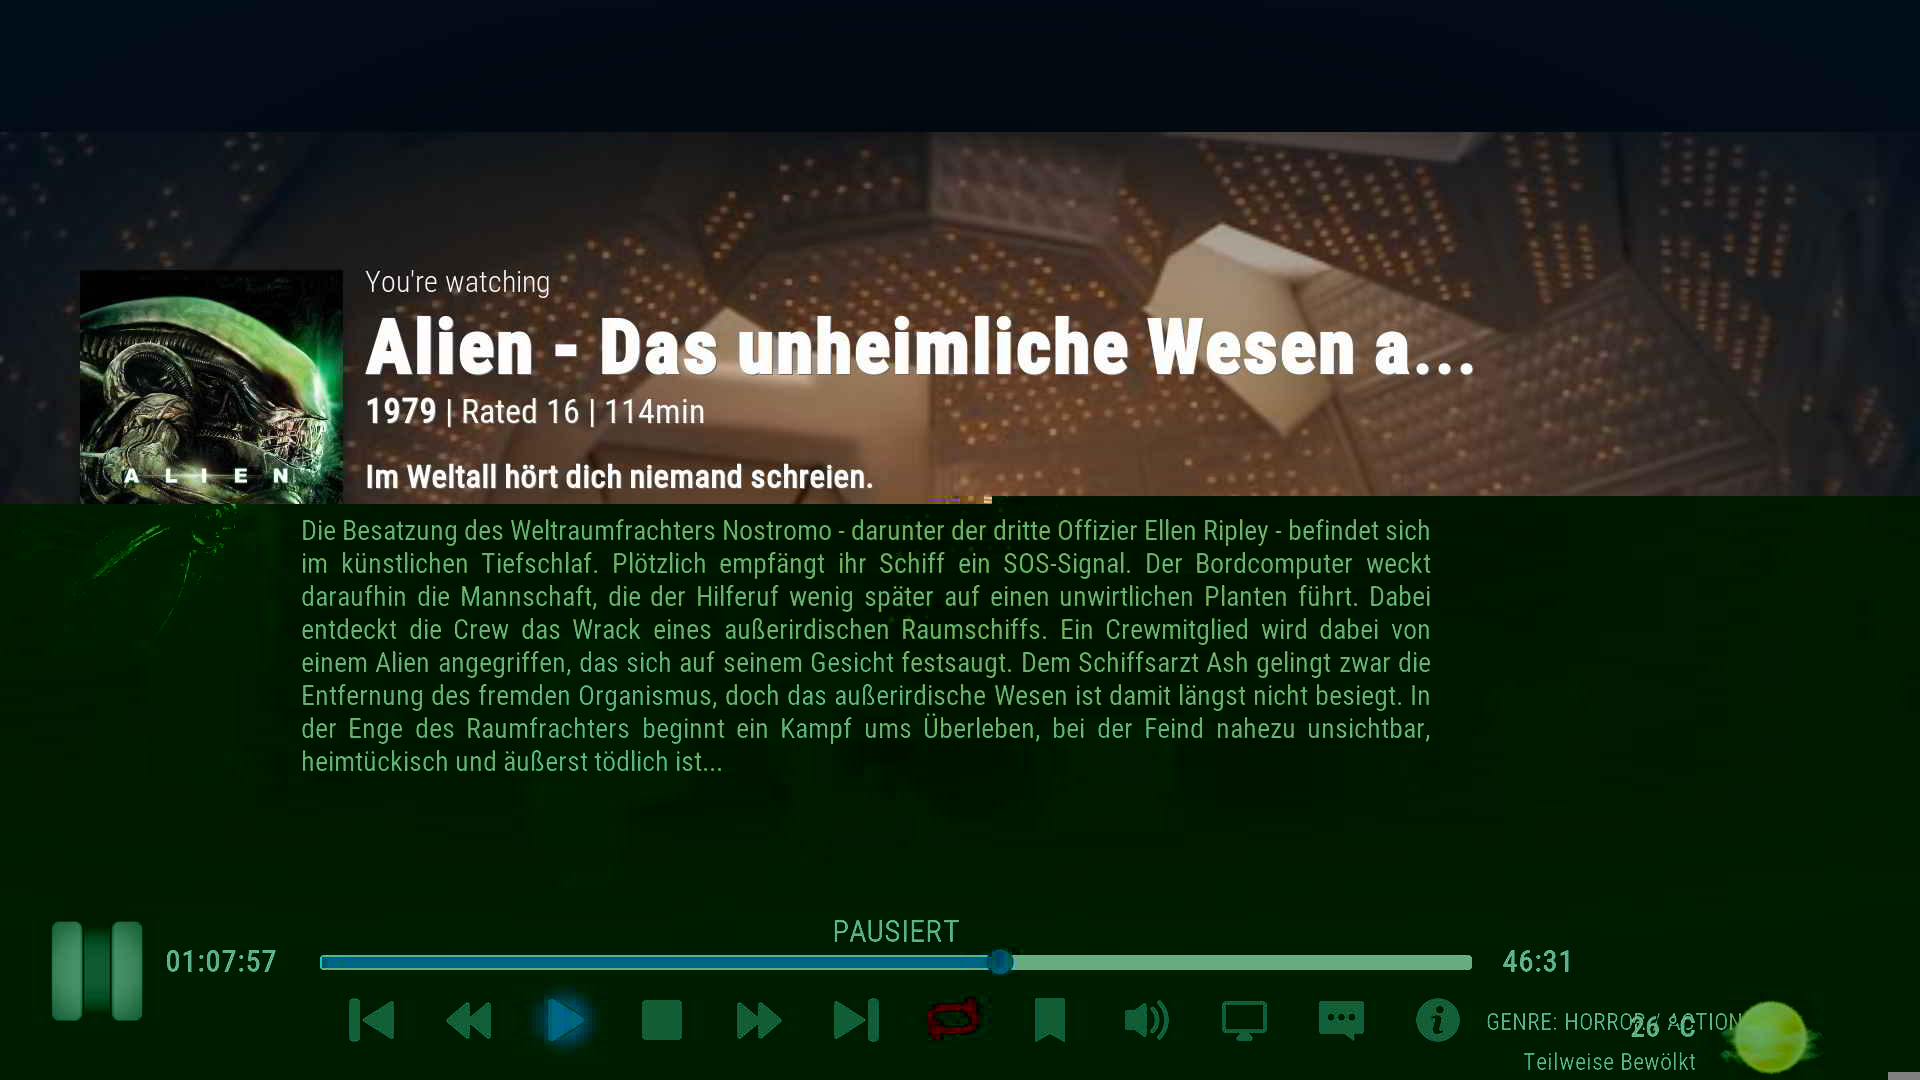 You're watching
Alien - Das unheimliche Wesen a...
1979 | Rated 16 | 114min
ALIEN
Im Weltall hört dich niemand schreien.
Die Besatzung des Weltraumfrachters Nostromo - darunter der dritte Offizier Ellen Ripley - befindet sich
im künstlichen Tiefschlaf. Plötzlich empfängt ihr Schiff ein SOS-Signal. Der Bordcomputer weckt
daraufhin die Mannschaft, die der Hilferuf wenig später auf einen unwirtlichen Planten führt. Dabei
entdeckt die Crew das Wrack eines außerirdischen Raumschiffs. Ein Crewmitglied wird dabei von
einem Alien angegriffen, das sich auf seinem Gesicht festsaugt. Dem Schiffsarzt Ash gelingt zwar die
Entfernung des fremden Organismus, doch das außerirdische Wesen ist damit längst nicht besiegt. In
der Enge des Raumfrachters beginnt ein Kampf ums Überleben, bei der Feind nahezu unsichtbar,
heimtückisch und äußerst tödlich ist...
PAUSIERT
01:07:57
46:31
GENRE: HORROR / ACTION
26 °C
Teilweise Bewölkt